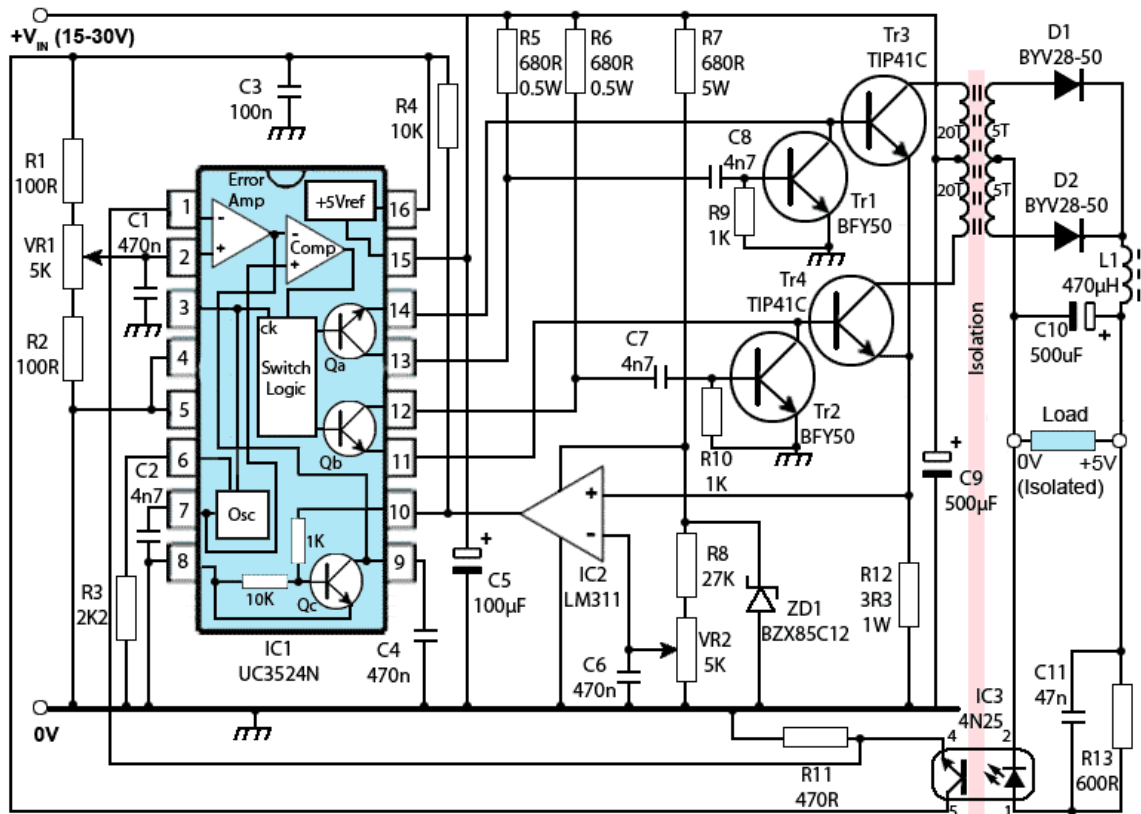 +VIN (15-30V)
R5
680R
0.5W
R6
680R
0.5W
R7
680R
5W
Tr3
TIP41C
D1
BYV28-50
C3
100n
R4
10K
R1
100R
C1
470n
VR1
5K
R2
100R
Error
Amp
+5Vref
Comp
ck
Switch
Logic
Qa
Qb
Osc
1K
10K
Qc
1
2
3
4
5
6
7
8
16
15
14
13
12
11
10
9
IC1
UC3524N
C2
4n7
R3
2K2
C4
470n
C5
100µF
C8
4n7
R9
1K
Tr1
BFY50
Tr4
TIP41C
C7
4n7
Tr2
BFY50
R10
1K
20T
5T
20T
5T
Isolation
D2
BYV28-50
L1
470µH
C10
500uF
+
Load
0V
+5V
(Isolated)
+
C9
500µF
+
IC2
LM311
+
-
R8
27K
VR2
5K
C6
470n
ZD1
BZX85C12
R12
3R3
1W
0V
R11
470R
IC3
4N25
4
2
5
1
C11
47n
R13
600R
-
+
-
+